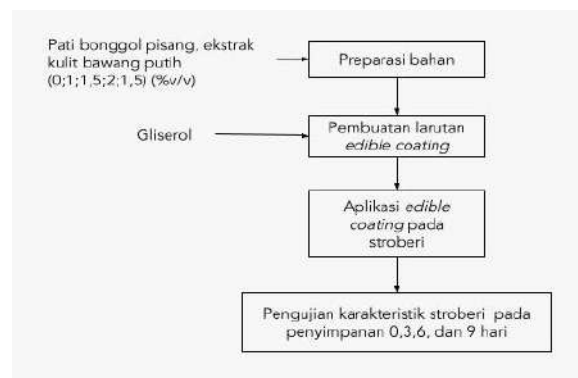 Pati bonggol pisang, ekstrak
kulit bawang putih
(0;1;1,5;2;1,5) (%v/v)
Preparasi bahan
Gliserol
Pembuatan larutan
edible coating
Aplikasi edible
coating pada
stroberi
Pengujian karakteristik stroberi pada
penyimpanan 0,3,6, dan 9 hari